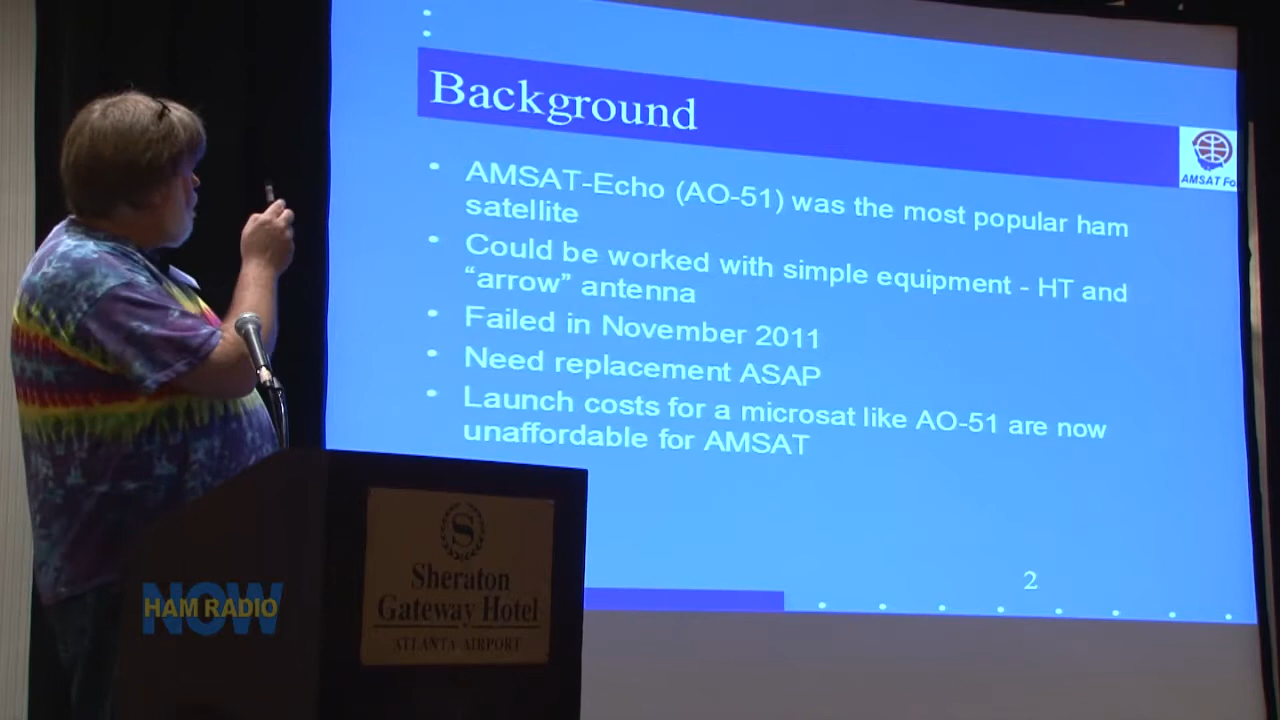 Background
AMSAT Fo
• AMSAT-Echo (AO-51) was the most popular ham
satellite
• Could be worked with simple equipment - HT and
“arrow” antenna
• Failed in November 2011
• Need replacement ASAP
• Launch costs for a microsat like AO-51 are now
unaffordable for AMSAT
2
S
Sheraton
Gateway Hotel
ATLANTA AIRPORT
NOW
HAM RADIO